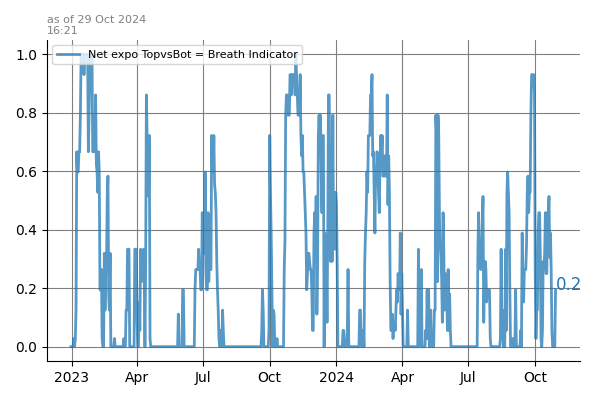 as of 29 Oct 2024
16:21
Net expo TopvsBot = Breath Indicator
1.0
0.8
0.6
0.4
0.2
0.0
0.2
2023 Apr Jul Oct 2024 Apr Jul Oct